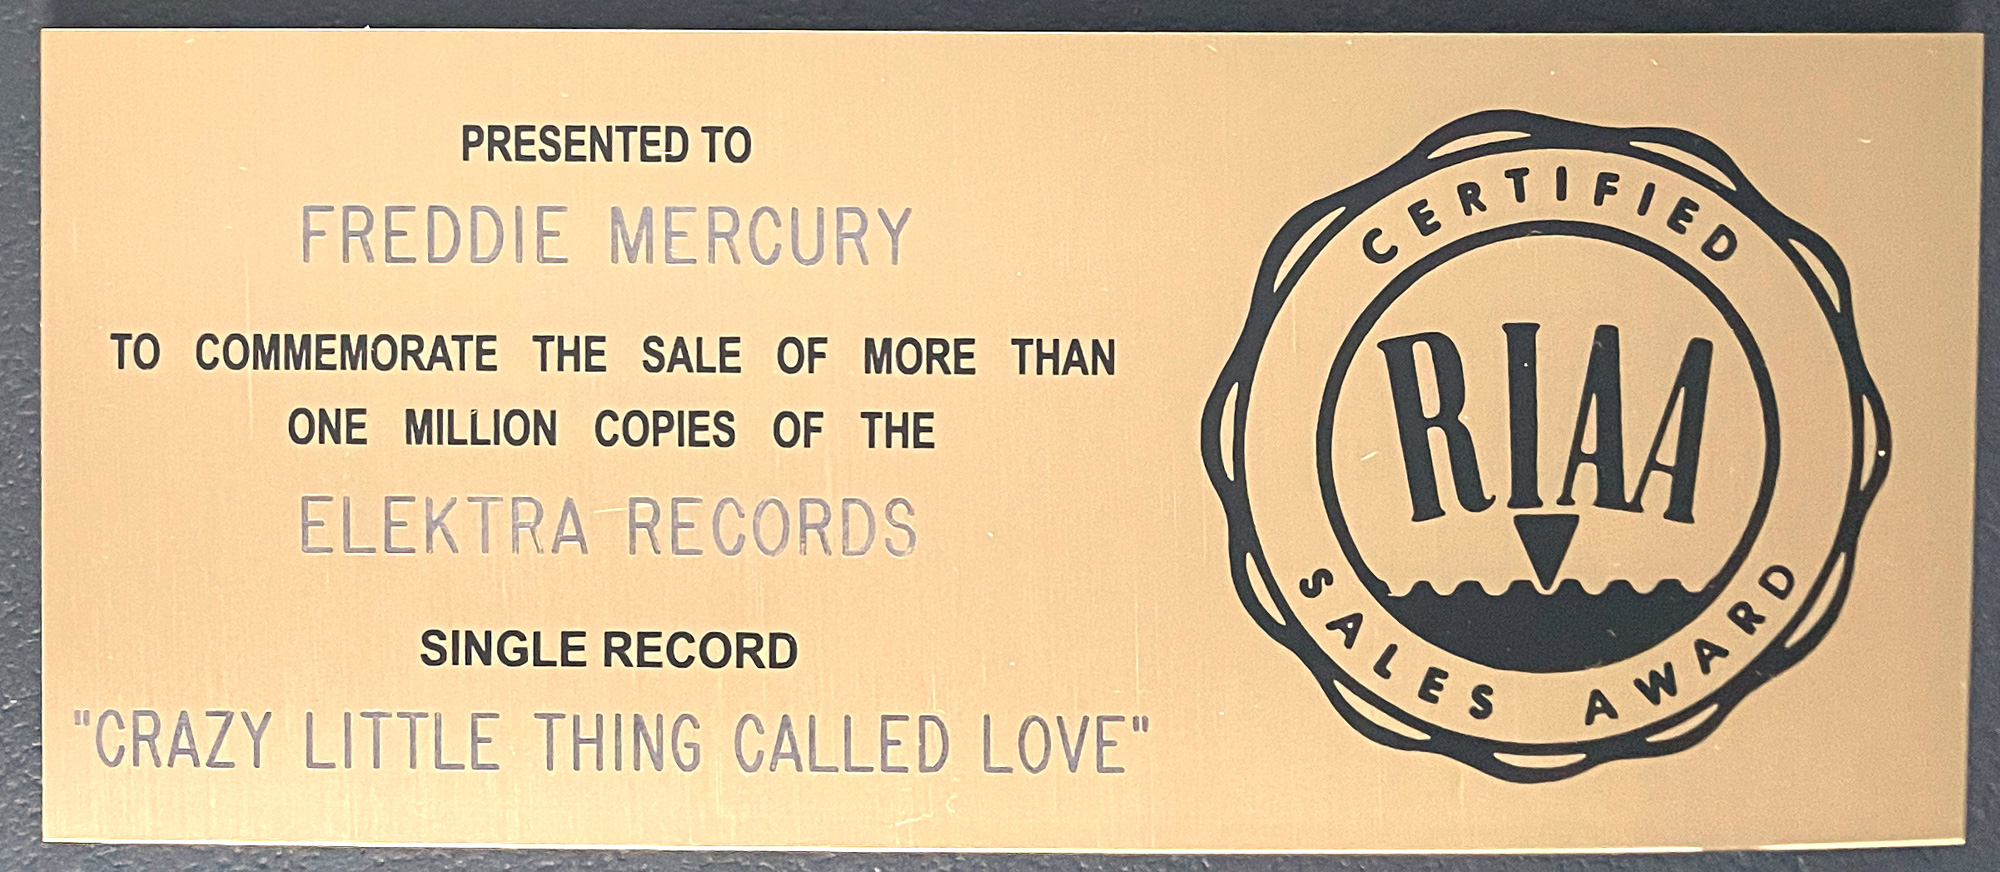 PRESENTED TO
FREDDIE MERCURY
TO COMMEMORATE THE SALE OF MORE THAN
ONE MILLION COPIES OF THE
ELEKTRA RECORDS
SINGLE RECORD
"CRAZY LITTLE THING CALLED LOVE"
CERTIFIED
RIAA
SALES AWARD